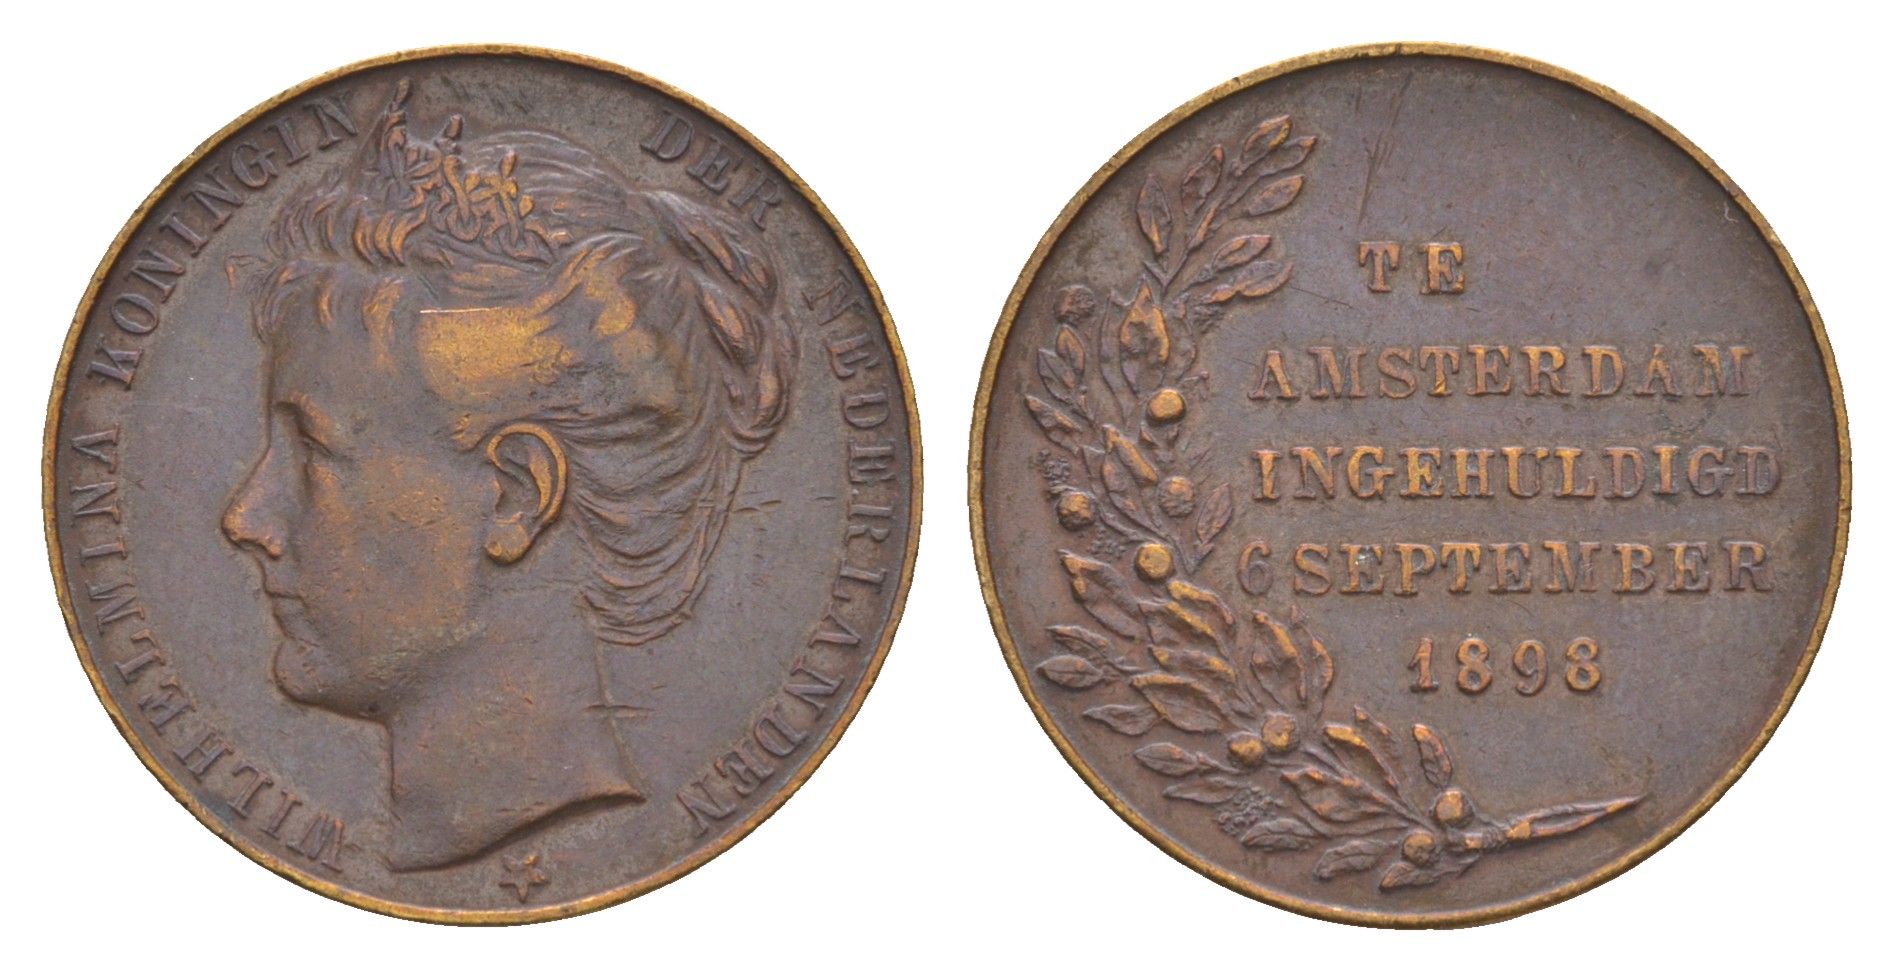 WILHELMINA KONINGIN DER NEDERLANDEN
TE
AMSTERDAM
INGEHULDIGD
6 SEPTEMBER
1898